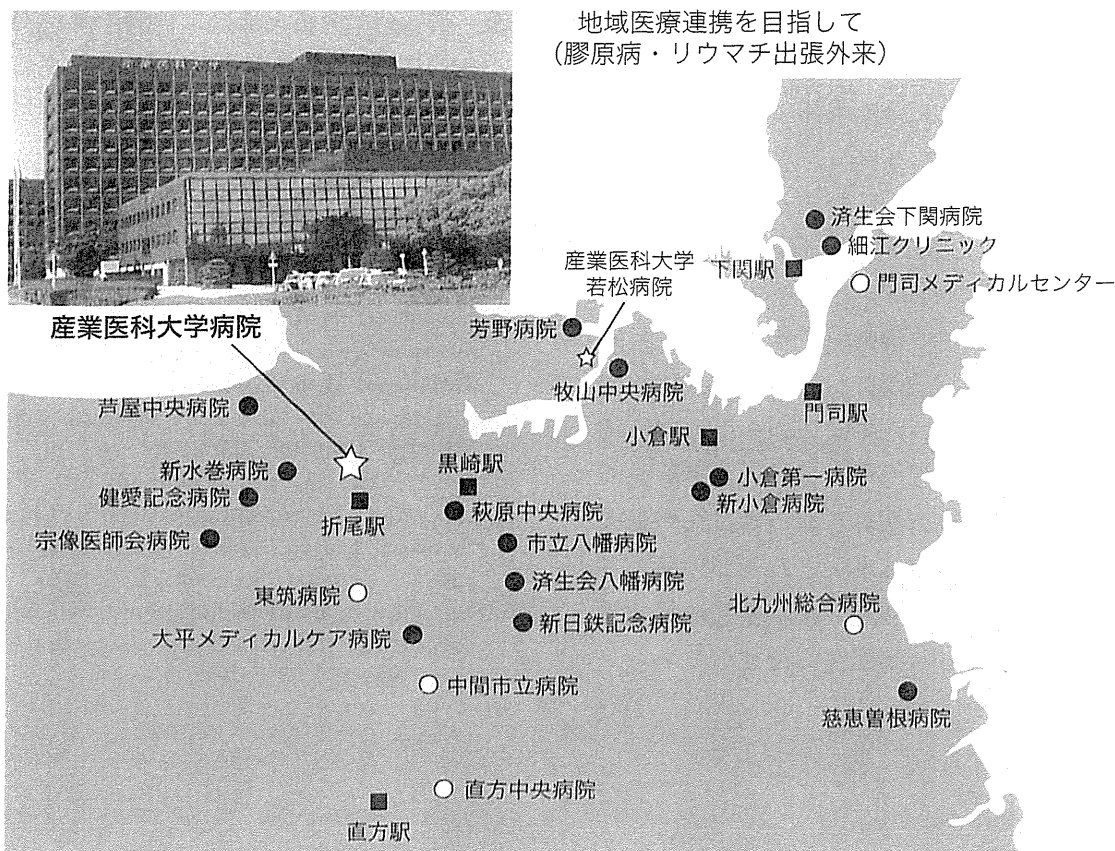 地域医療連携を目指して
(膠原病・リウマチ出張外来)
済生会下関病院
細江クリニック
下関駅
門司メディカルセンター
産業医科大学
若松病院
産業医科大学病院
芳野病院
牧山中央病院
門司駅
芦屋中央病院
小倉駅
新水巻病院
黒崎駅
小倉第一病院
健愛記念病院
新小倉病院
折尾駅
萩原中央病院
宗像医師会病院
市立八幡病院
済生会八幡病院
東筑病院
北九州総合病院
新日鉄記念病院
大平メディカルケア病院
中間市立病院
慈恵曽根病院
直方中央病院
直方駅